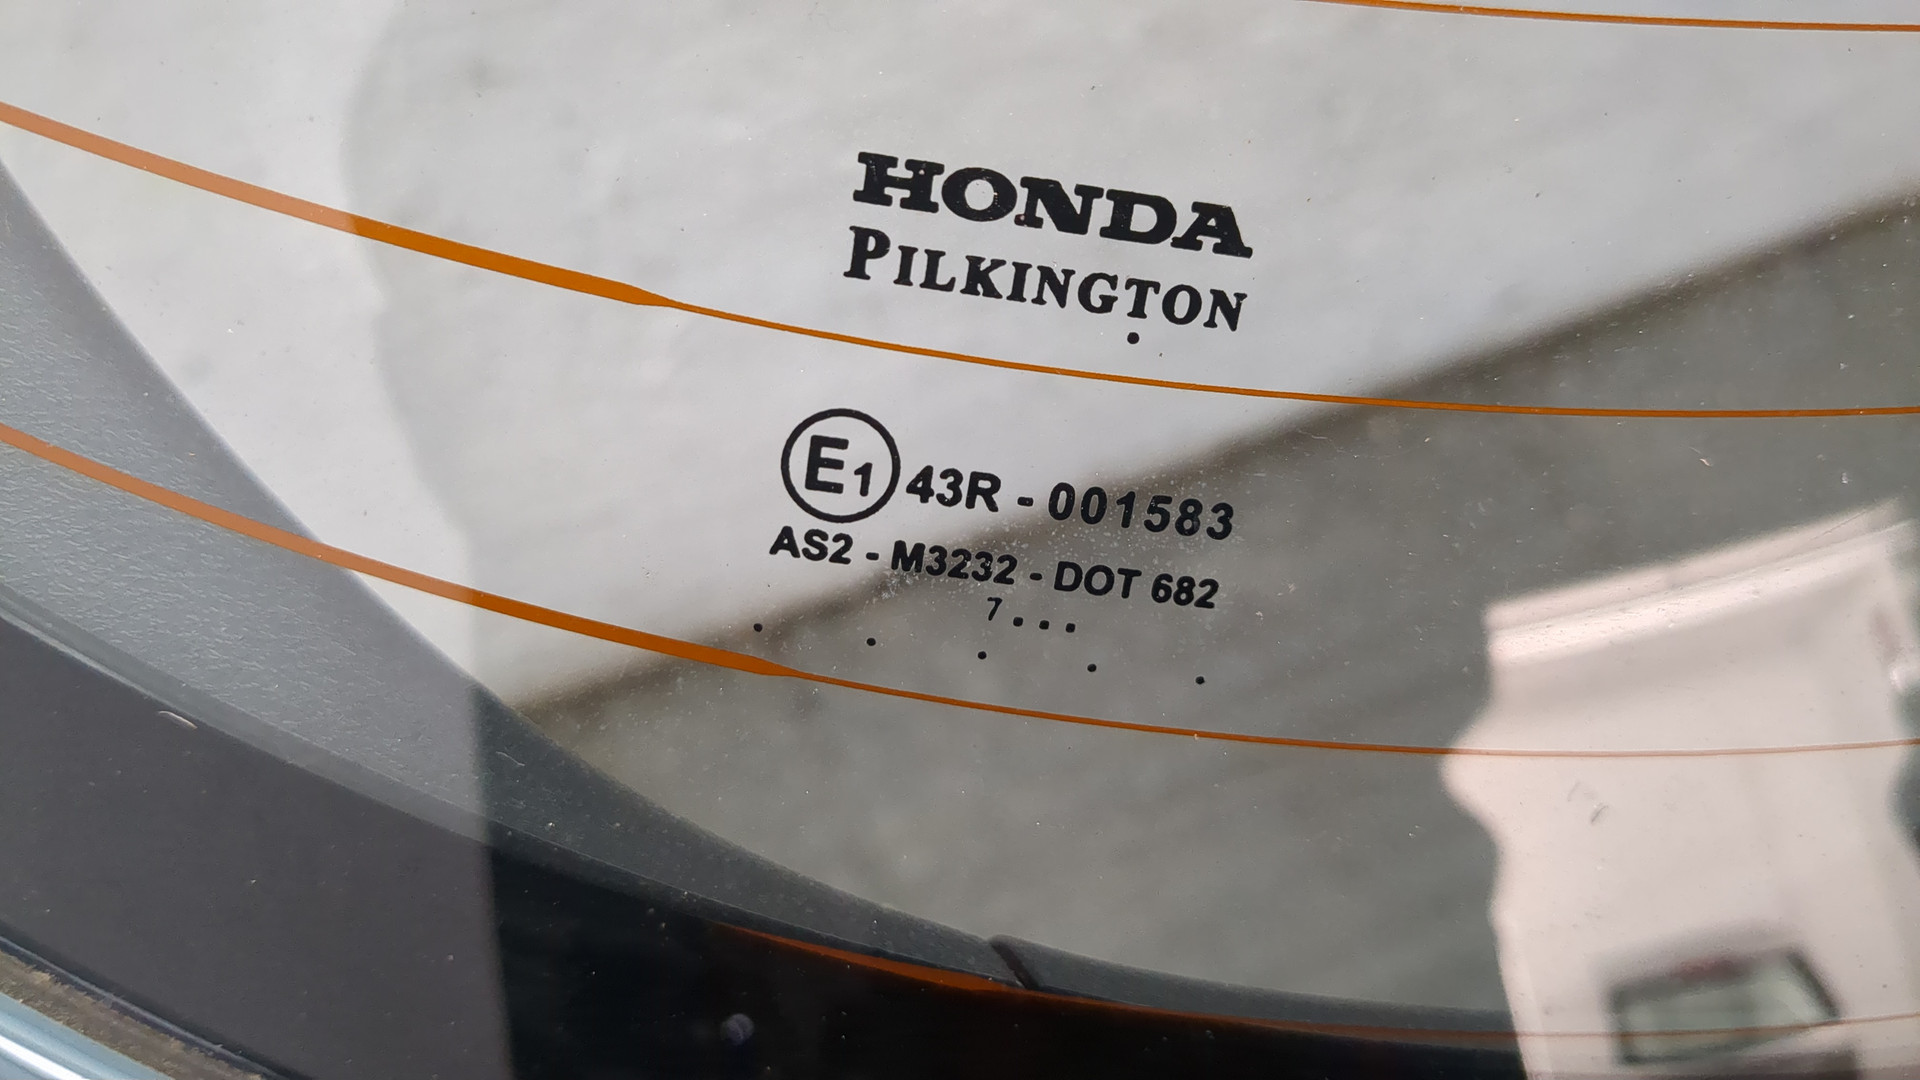 HONDA
PILKINGTON
.
E1 43R - 001583
AS2 - M3232 - DOT 682
7...
. . . . .